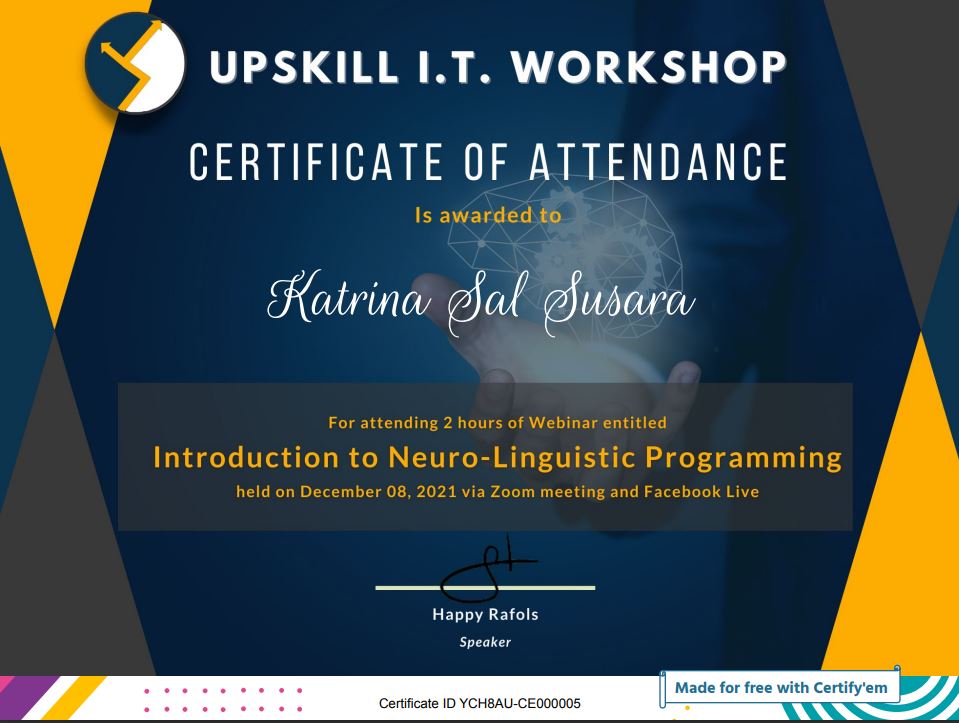 UPSKILL I.T. WORKSHOP
CERTIFICATE OF ATTENDANCE
Is awarded to
Katrina Sal Susara
For attending 2 hours of Webinar entitled
Introduction to Neuro-Linguistic Programming
held on December 08, 2021 via Zoom meeting and Facebook Live
Happy Rafols
Speaker
Certificate ID YCH8AU-CE000005
Made for free with Certify'em